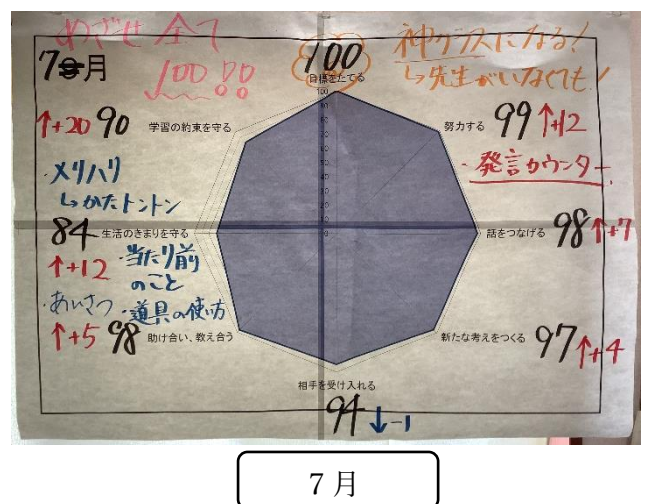 めざせ 全て
100!!
7月
100
目標をたてる
神クラスになる!
↳先生がいなくても!
↑+20 90 学習の約束を守る
努力する 99 ↑+12
・発言カウンター
・メリハリ
↳かたトントン
84 生活のきまりを守る
↑+12
・当たり前
のこと
話をつなげる 98 ↑+7
・あいさつ
・道具の使い方
↑+5 98 助け合い、教え合う
新たな考えをつくる 97 ↑+4
相手を受け入れる
94 ↓-1
7月